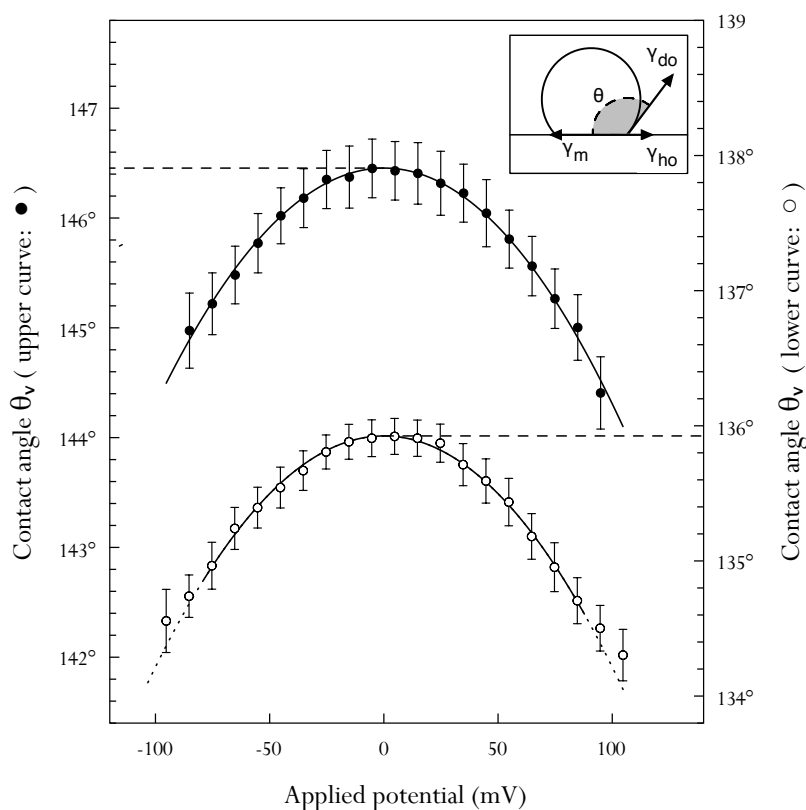 139
147
138°
146°
137°
145°
136°
144°
143°
135°
142°
134°
-100 -50 0 50 100
Applied potential (mV)
Contact angle θᵥ ( upper curve: ● )
Contact angle θᵥ ( lower curve: ○ )
θ
γdo
γm
γho